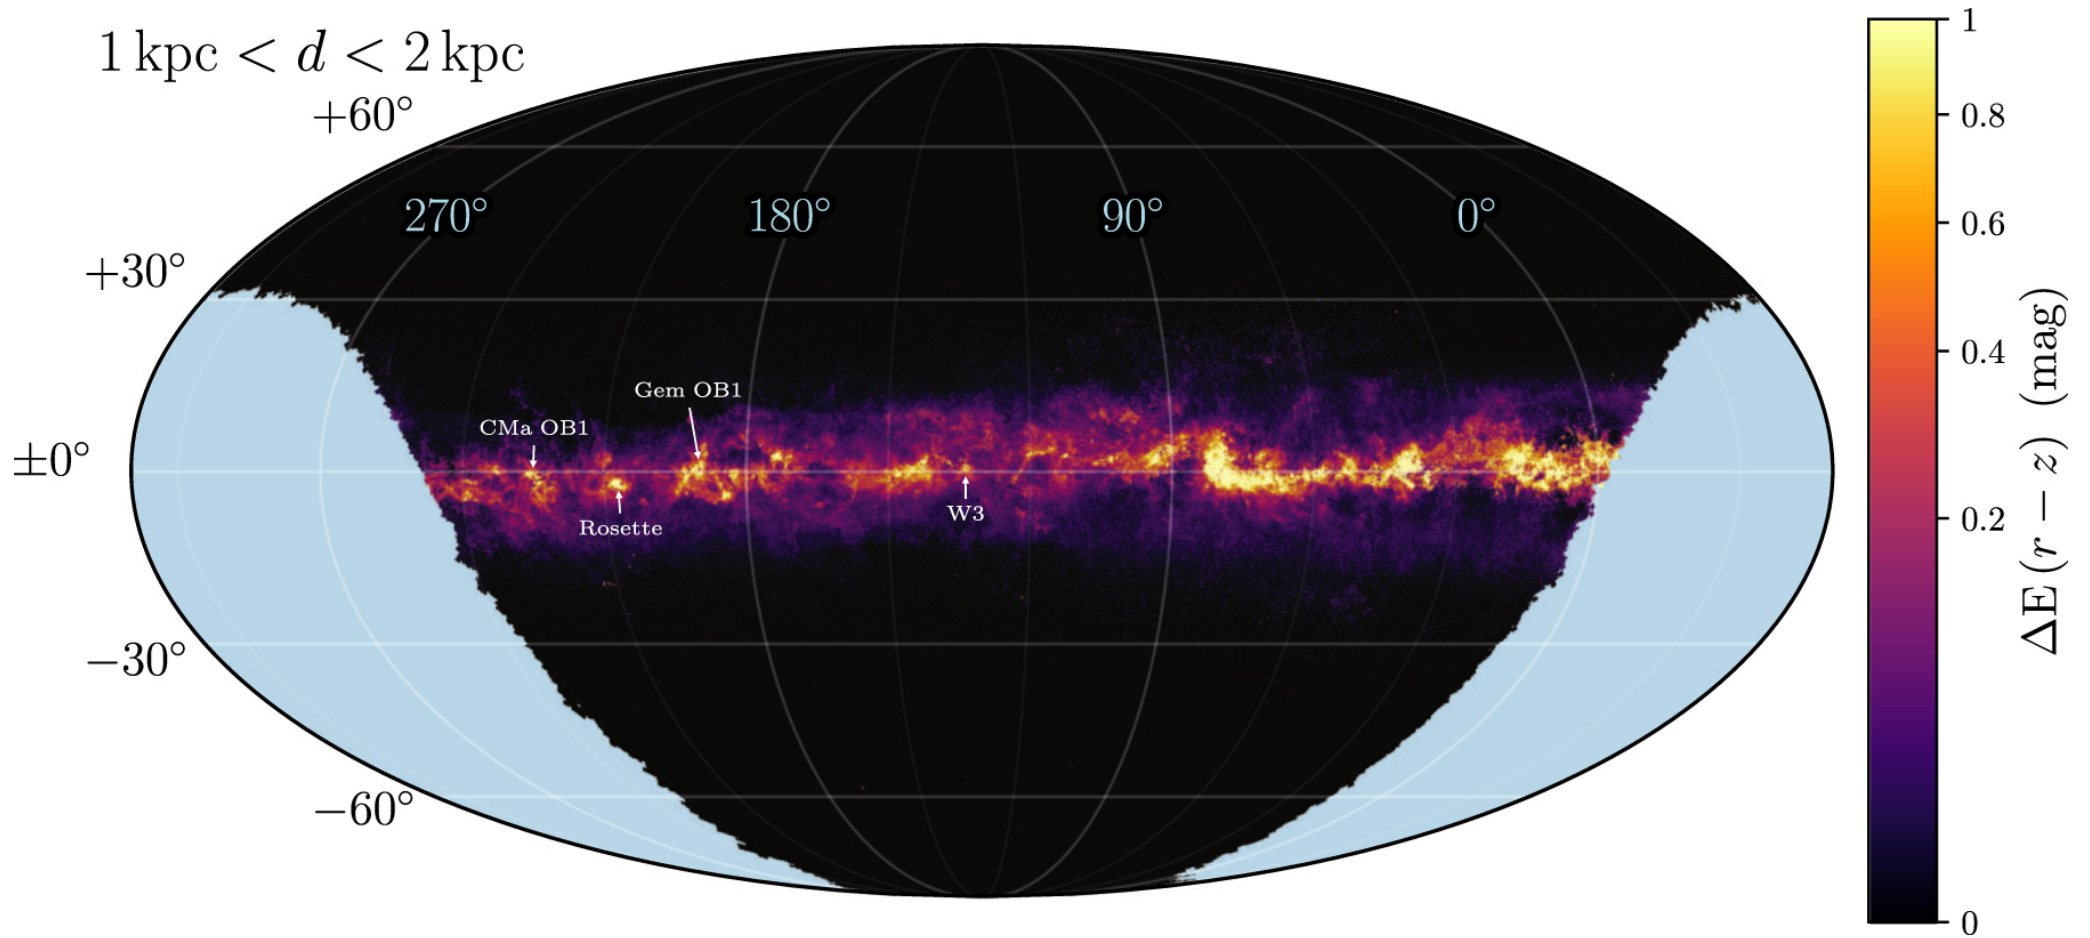 1 kpc < d < 2 kpc
+60°
+30°
±0°
−30°
−60°
270°
180°
90°
0°
Gem OB1
CMa OB1
Rosette
W3
1
0.8
0.6
0.4
0.2
0
ΔE (r − z) (mag)